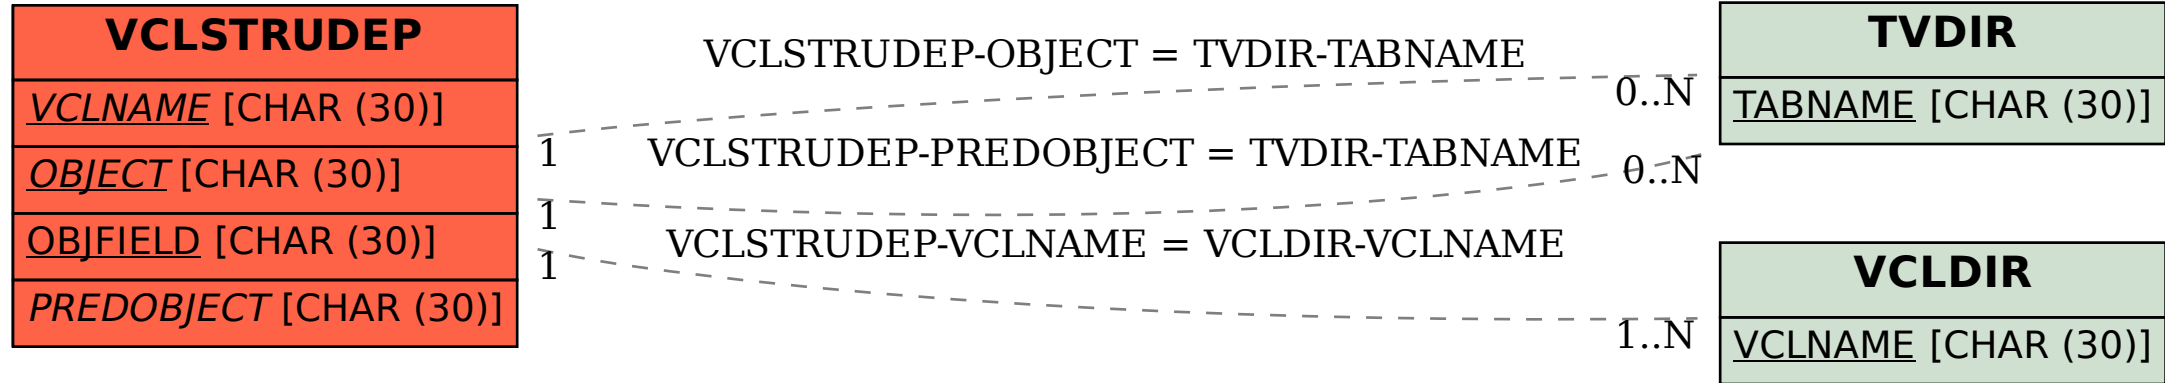 VCLSTRUDEP
VCLNAME [CHAR (30)]
OBJECT [CHAR (30)]
OBJFIELD [CHAR (30)]
PREDOBJECT [CHAR (30)]
VCLSTRUDEP-OBJECT = TVDIR-TABNAME
0..N
1
VCLSTRUDEP-PREDOBJECT = TVDIR-TABNAME
0..N
1
VCLSTRUDEP-VCLNAME = VCLDIR-VCLNAME
1
1..N
TVDIR
TABNAME [CHAR (30)]
VCLDIR
VCLNAME [CHAR (30)]